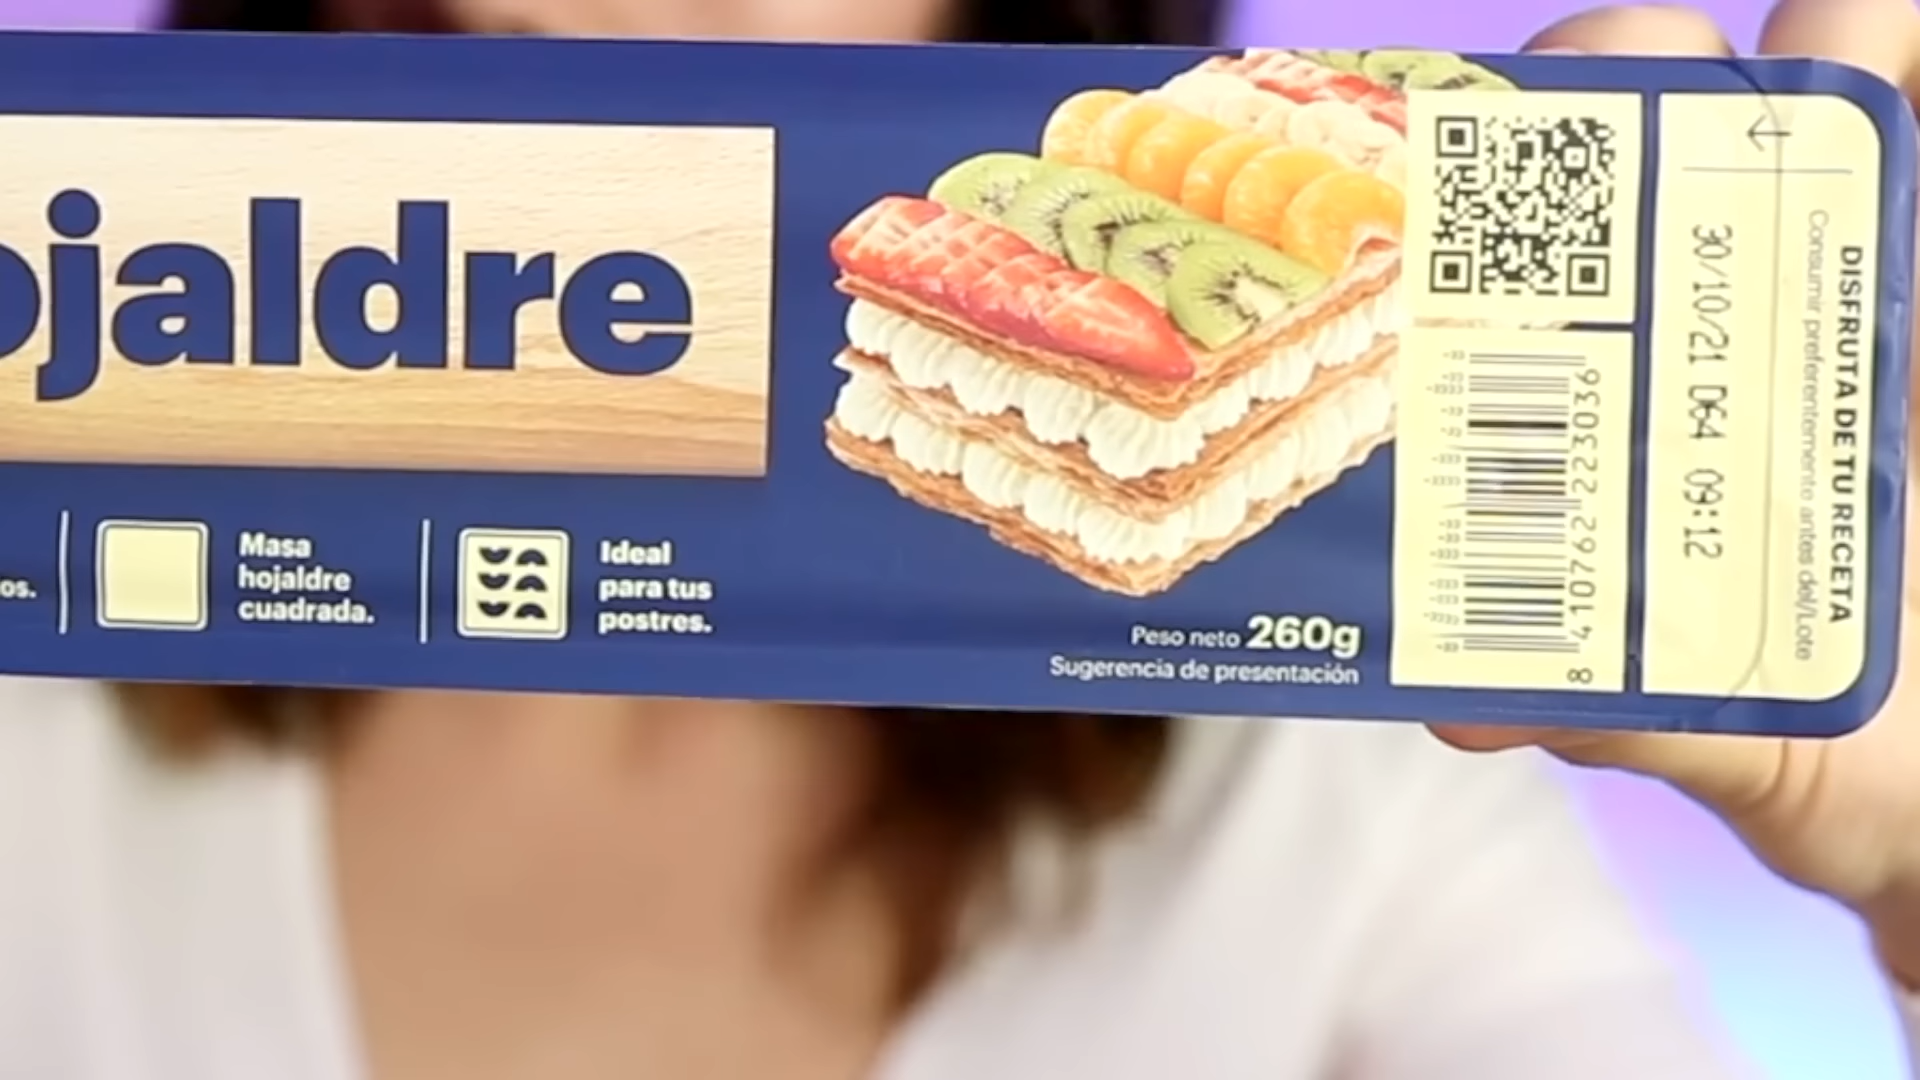 ojaldre
os.
Masa
hojaldre
cuadrada.
Ideal
para tus
postres.
Peso neto 260g
Sugerencia de presentación
8 410762 223036
30/10/21 D64 09:12
DISFRUTA DE TU RECETA
Consumir preferentemente antes del/Lote